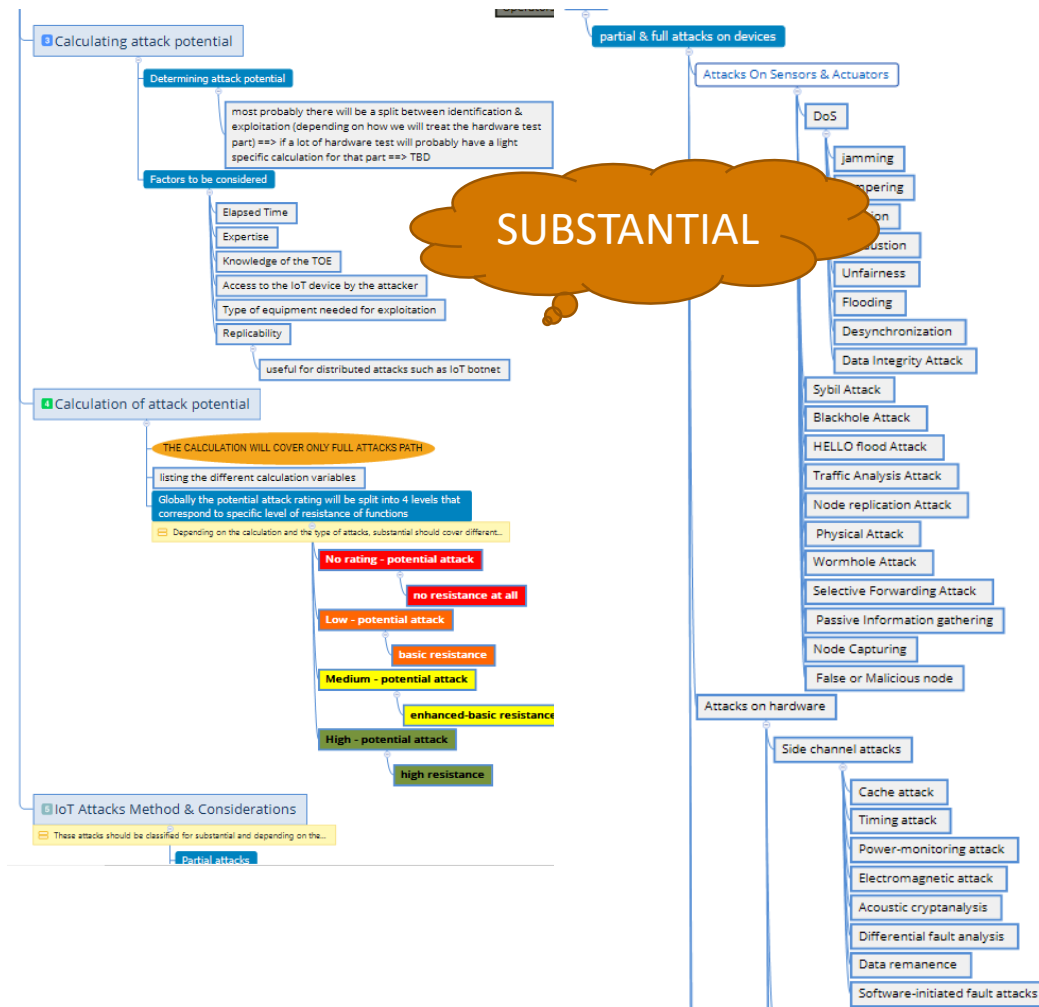 3 Calculating attack potential
Determining attack potential
most probably there will be a split between identification &
exploitation (depending on how we will treat the hardware test
part) ==> if a lot of hardware test will probably have a light
specific calculation for that part ==> TBD
Factors to be considered
Elapsed Time
Expertise
Knowledge of the TOE
Access to the IoT device by the attacker
Type of equipment needed for exploitation
Replicability
useful for distributed attacks such as IoT botnet
4 Calculation of attack potential
THE CALCULATION WILL COVER ONLY FULL ATTACKS PATH
listing the different calculation variables
Globally the potential attack rating will be split into 4 levels that
correspond to specific level of resistance of functions
Depending on the calculation and the type of attacks, substantial should cover different...
No rating - potential attack
no resistance at all
Low - potential attack
basic resistance
Medium - potential attack
enhanced-basic resistance
High - potential attack
high resistance
5 IoT Attacks Method & Considerations
These attacks should be classified for substantial and depending on the...
Partial attacks
SUBSTANTIAL
partial & full attacks on devices
Attacks On Sensors & Actuators
DoS
jamming
Unfairness
Flooding
Desynchronization
Data Integrity Attack
Sybil Attack
Blackhole Attack
HELLO flood Attack
Traffic Analysis Attack
Node replication Attack
Physical Attack
Wormhole Attack
Selective Forwarding Attack
Passive Information gathering
Node Capturing
False or Malicious node
Attacks on hardware
Side channel attacks
Cache attack
Timing attack
Power-monitoring attack
Electromagnetic attack
Acoustic cryptanalysis
Differential fault analysis
Data remanence
Software-initiated fault attacks